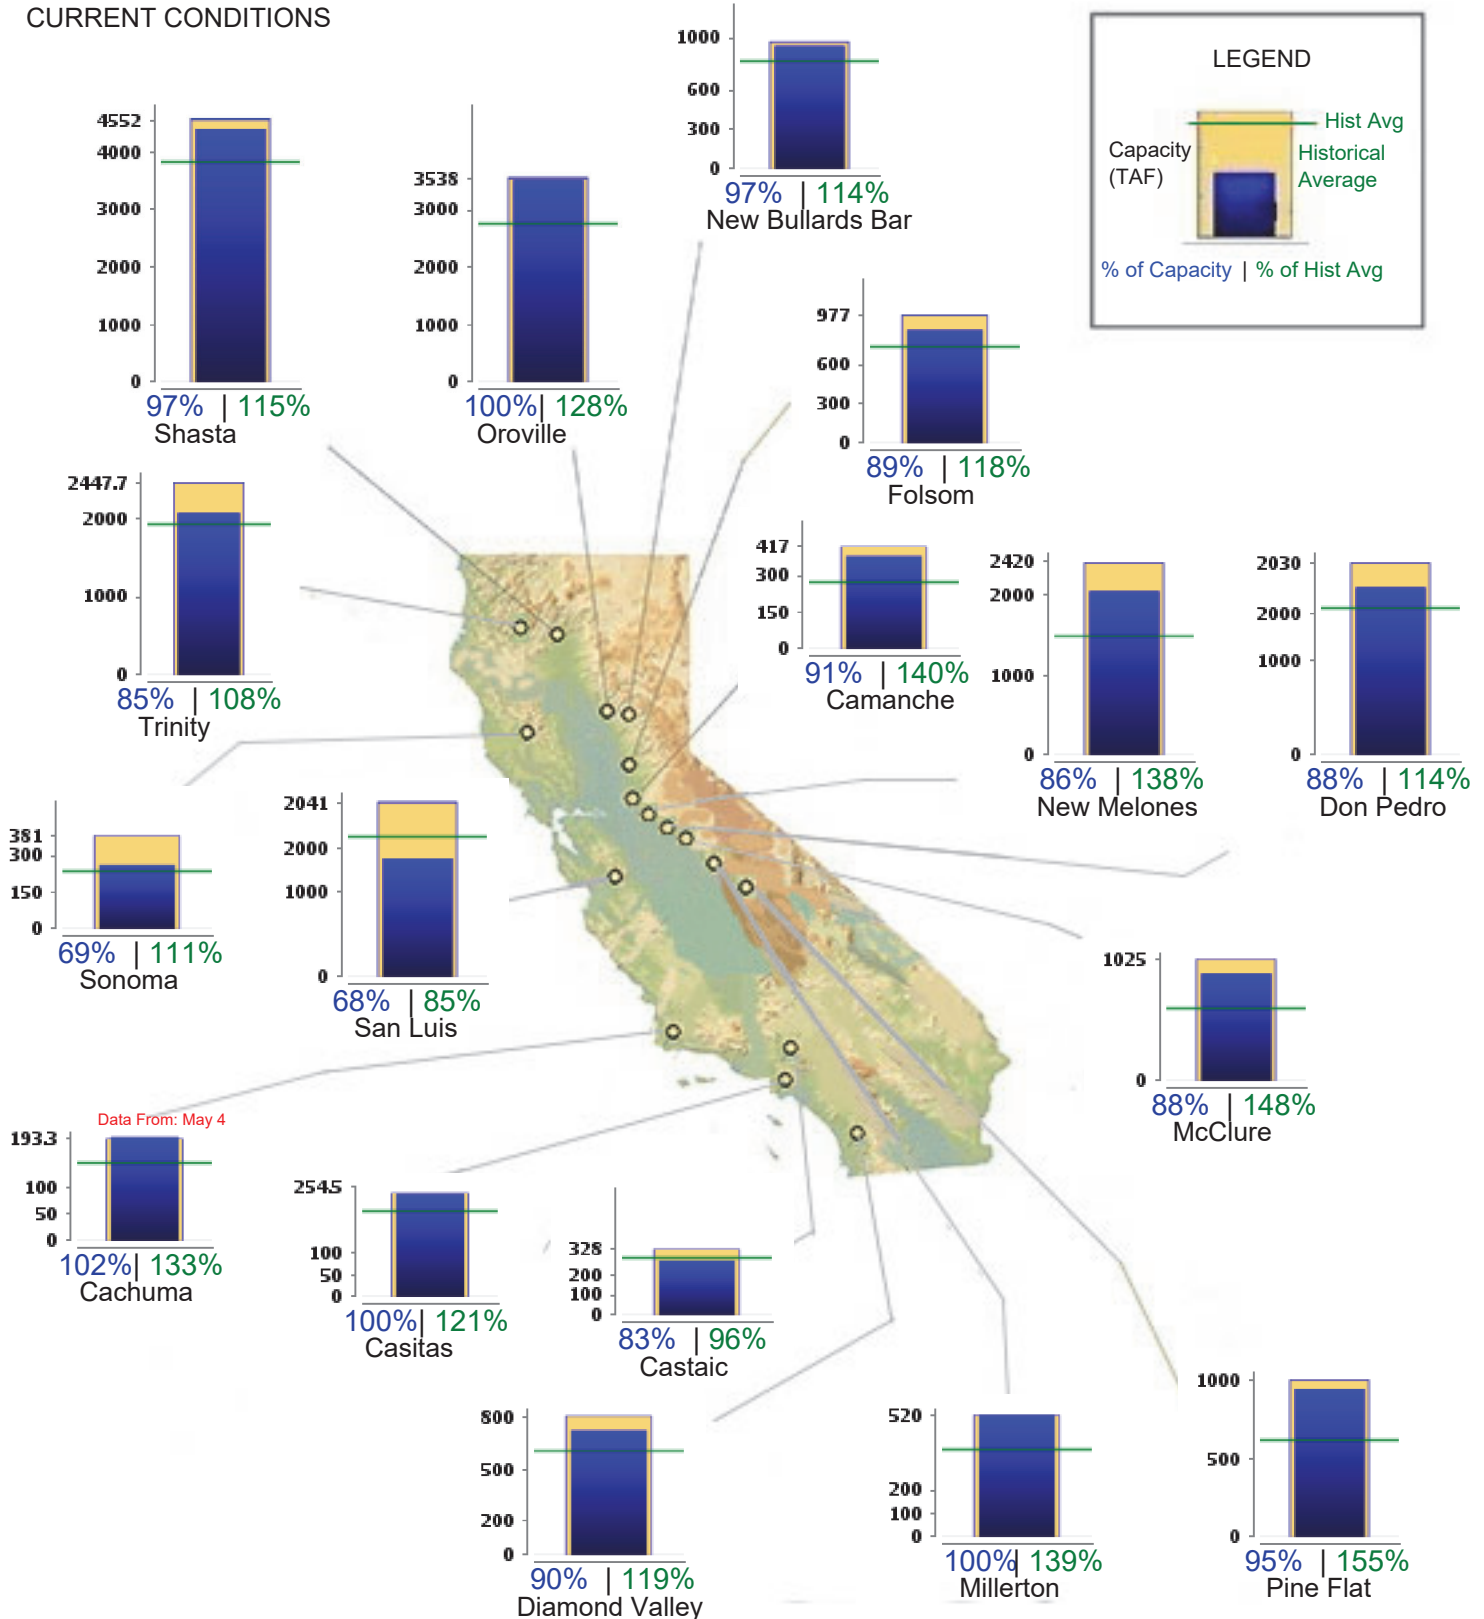 CURRENT CONDITIONS
LEGEND
Hist Avg
Capacity
(TAF)
Historical
Average
% of Capacity | % of Hist Avg
1000
600
300
0
97% | 114%
New Bullards Bar
4552
4000
3000
2000
1000
0
97% | 115%
Shasta
3538
3000
2000
1000
0
100% | 128%
Oroville
977
600
300
0
89% | 118%
Folsom
2447.7
2000
1000
0
85% | 108%
Trinity
417
300
150
0
91% | 140%
Camanche
2420
2000
1000
0
86% | 138%
New Melones
2030
2000
1000
0
88% | 114%
Don Pedro
381
300
150
0
69% | 111%
Sonoma
2041
2000
1000
0
68% | 85%
San Luis
1025
0
88% | 148%
McClure
Data From: May 4
193.3
100
50
0
102% | 133%
Cachuma
254.5
100
50
0
100% | 121%
Casitas
328
200
100
0
83% | 96%
Castaic
800
500
200
0
90% | 119%
Diamond Valley
520
200
100
0
100% | 139%
Millerton
1000
500
0
95% | 155%
Pine Flat